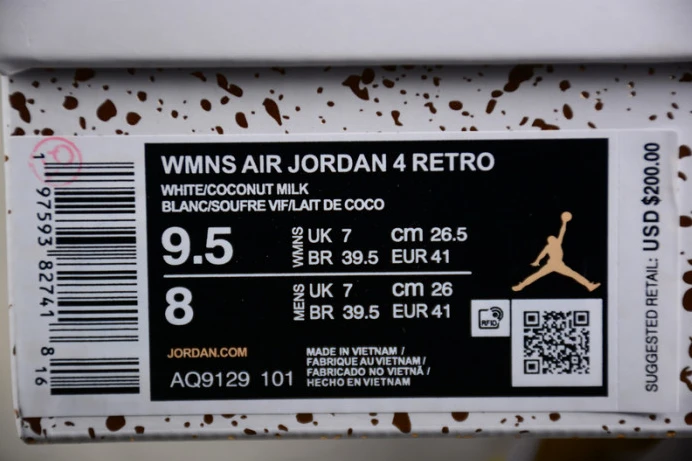 WMNS AIR JORDAN 4 RETRO
WHITE/COCONUT MILK
BLANC/SOUFRE VIF/LAIT DE COCO
9.5 WMNS UK 7 cm 26.5
BR 39.5 EUR 41
8 MENS UK 7 cm 26
BR 39.5 EUR 41
RFID
JORDAN.COM
AQ9129 101
MADE IN VIETNAM /
FABRIQUE AU VIETNAM /
FABRICADO NO VIETNÃ /
HECHO EN VIETNAM
1 97593 82741 8 16
SUGGESTED RETAIL: USD $200.00